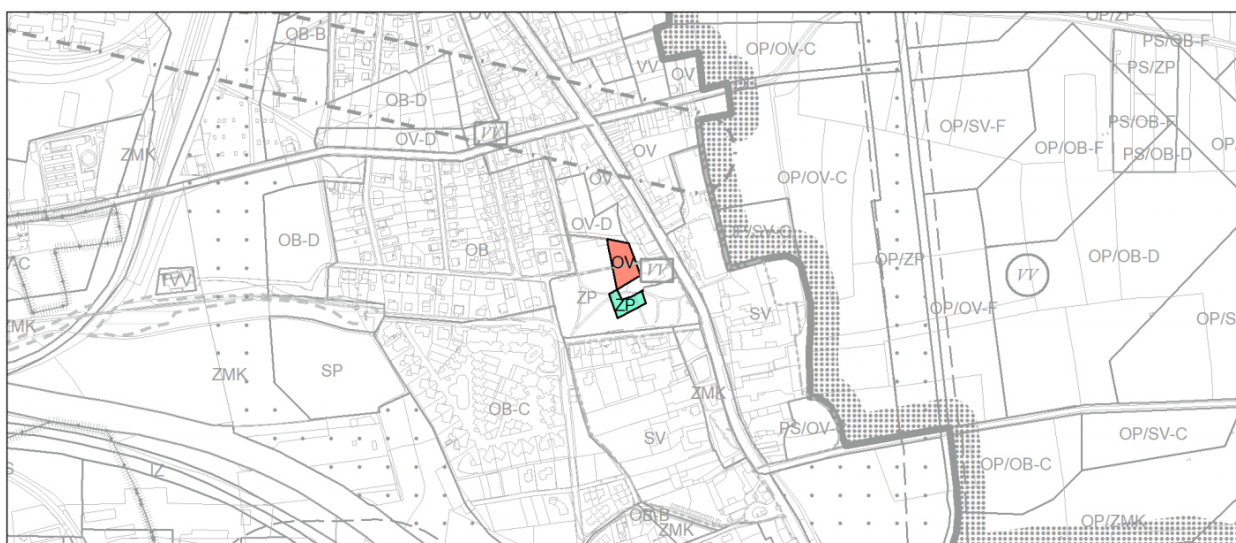 OV
OP/ZP
OB-B
OP/OV-C
PS/OB-F
VV
OV
PS/ZP
OB-D
OP/SV-F
PS/OB-F
OV-D
VV
OP/OB-F
PS/OB-D
ZMK
OV
OP/OV-C
OV
OV-D
OP/SV-C
OB-D
OB
OP/ZP
OP/OB-D
OV
VV
VV
TVV
ZP
ZP
OP/OV-F
SV
ZMK
SP
ZMK
OB-C
SV
PS/OV-
OP/SV-C
IZ
OP/OB-C
OB-B
ZMK
OP/ZMK